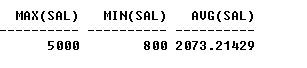 MAX(SAL) MIN(SAL) AVG(SAL)
---------- ---------- ----------
5000 800 2073.21429